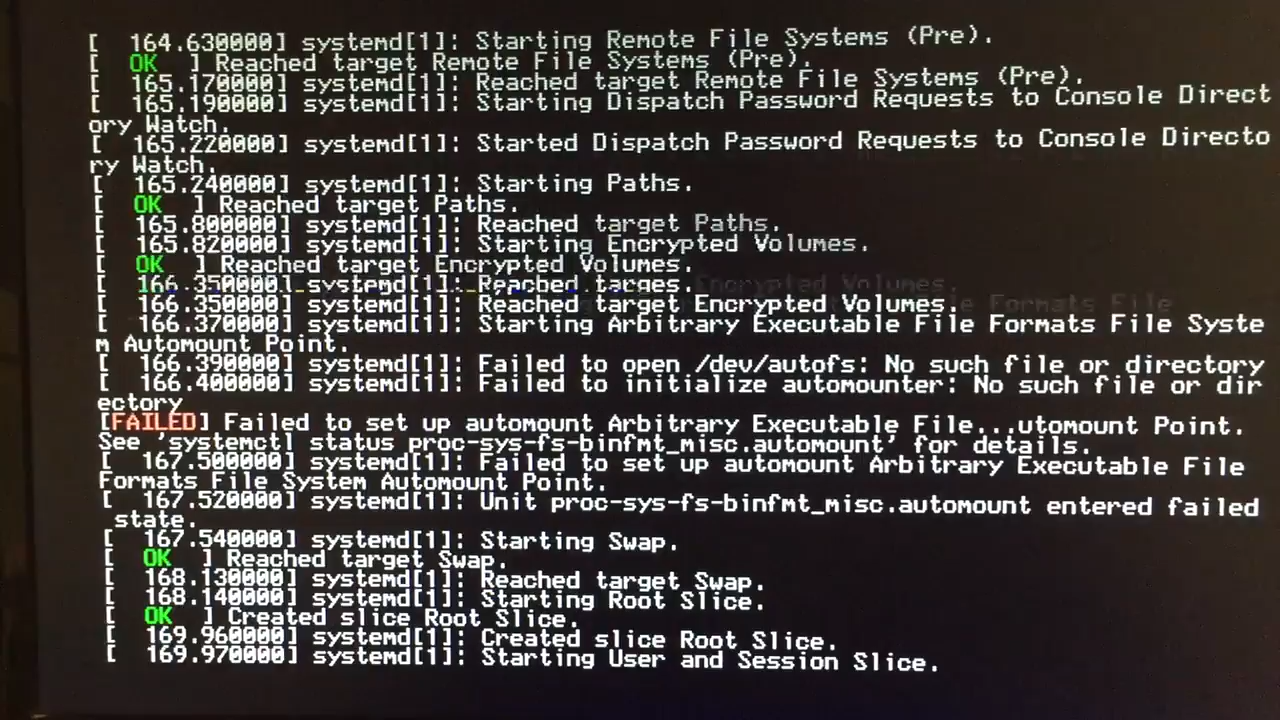 [  164.630000] systemd[1]: Starting Remote File Systems (Pre).
[  OK  ] Reached target Remote File Systems (Pre).
[  165.170000] systemd[1]: Reached target Remote File Systems (Pre).
[  165.190000] systemd[1]: Starting Dispatch Password Requests to Console Direct
ory Watch.
[  165.220000] systemd[1]: Started Dispatch Password Requests to Console Directo
ry Watch.
[  165.240000] systemd[1]: Starting Paths.
[  OK  ] Reached target Paths.
[  165.800000] systemd[1]: Reached target Paths.
[  165.820000] systemd[1]: Starting Encrypted Volumes.
[  OK  ] Reached target Encrypted Volumes.
[  166.350000] systemd[1]: Reached targes. Encrypted Volumes.
[  166.350000] systemd[1]: Reached target Encrypted Volumes.
[  166.370000] systemd[1]: Starting Arbitrary Executable File Formats File Syste
m Automount Point.
[  166.390000] systemd[1]: Failed to open /dev/autofs: No such file or directory
[  166.400000] systemd[1]: Failed to initialize automounter: No such file or dir
ectory
[FAILED] Failed to set up automount Arbitrary Executable File...utomount Point.
See 'systemctl status proc-sys-fs-binfmt_misc.automount' for details.
[  167.500000] systemd[1]: Failed to set up automount Arbitrary Executable File
Formats File System Automount Point.
[  167.520000] systemd[1]: Unit proc-sys-fs-binfmt_misc.automount entered failed
 state.
[  167.540000] systemd[1]: Starting Swap.
[  OK  ] Reached target Swap.
[  168.130000] systemd[1]: Reached target Swap.
[  168.140000] systemd[1]: Starting Root Slice.
[  OK  ] Created slice Root Slice.
[  169.960000] systemd[1]: Created slice Root Slice.
[  169.970000] systemd[1]: Starting User and Session Slice.